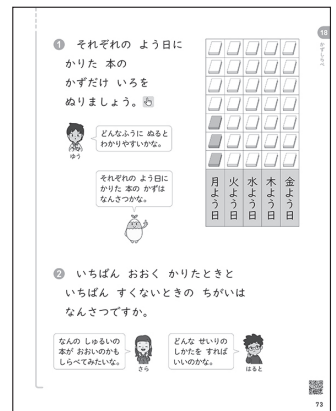 18
かずしらべ
1 それぞれの よう日に
かりた 本の
かずだけ いろを
ぬりましょう。
どんなふうに ぬると
わかりやすいかな。
ゆう
それぞれの よう日に
かりた 本の かずは
なんさつかな。
月よう日
火よう日
水よう日
木よう日
金よう日
2 いちばん おおく かりたときと
いちばん すくないときの ちがいは
なんさつですか。
なんの しゅるいの
本が おおいのかも
しらべてみたいな。
さら
どんな せいりの
しかたを すれば
いいのかな。
はると
73